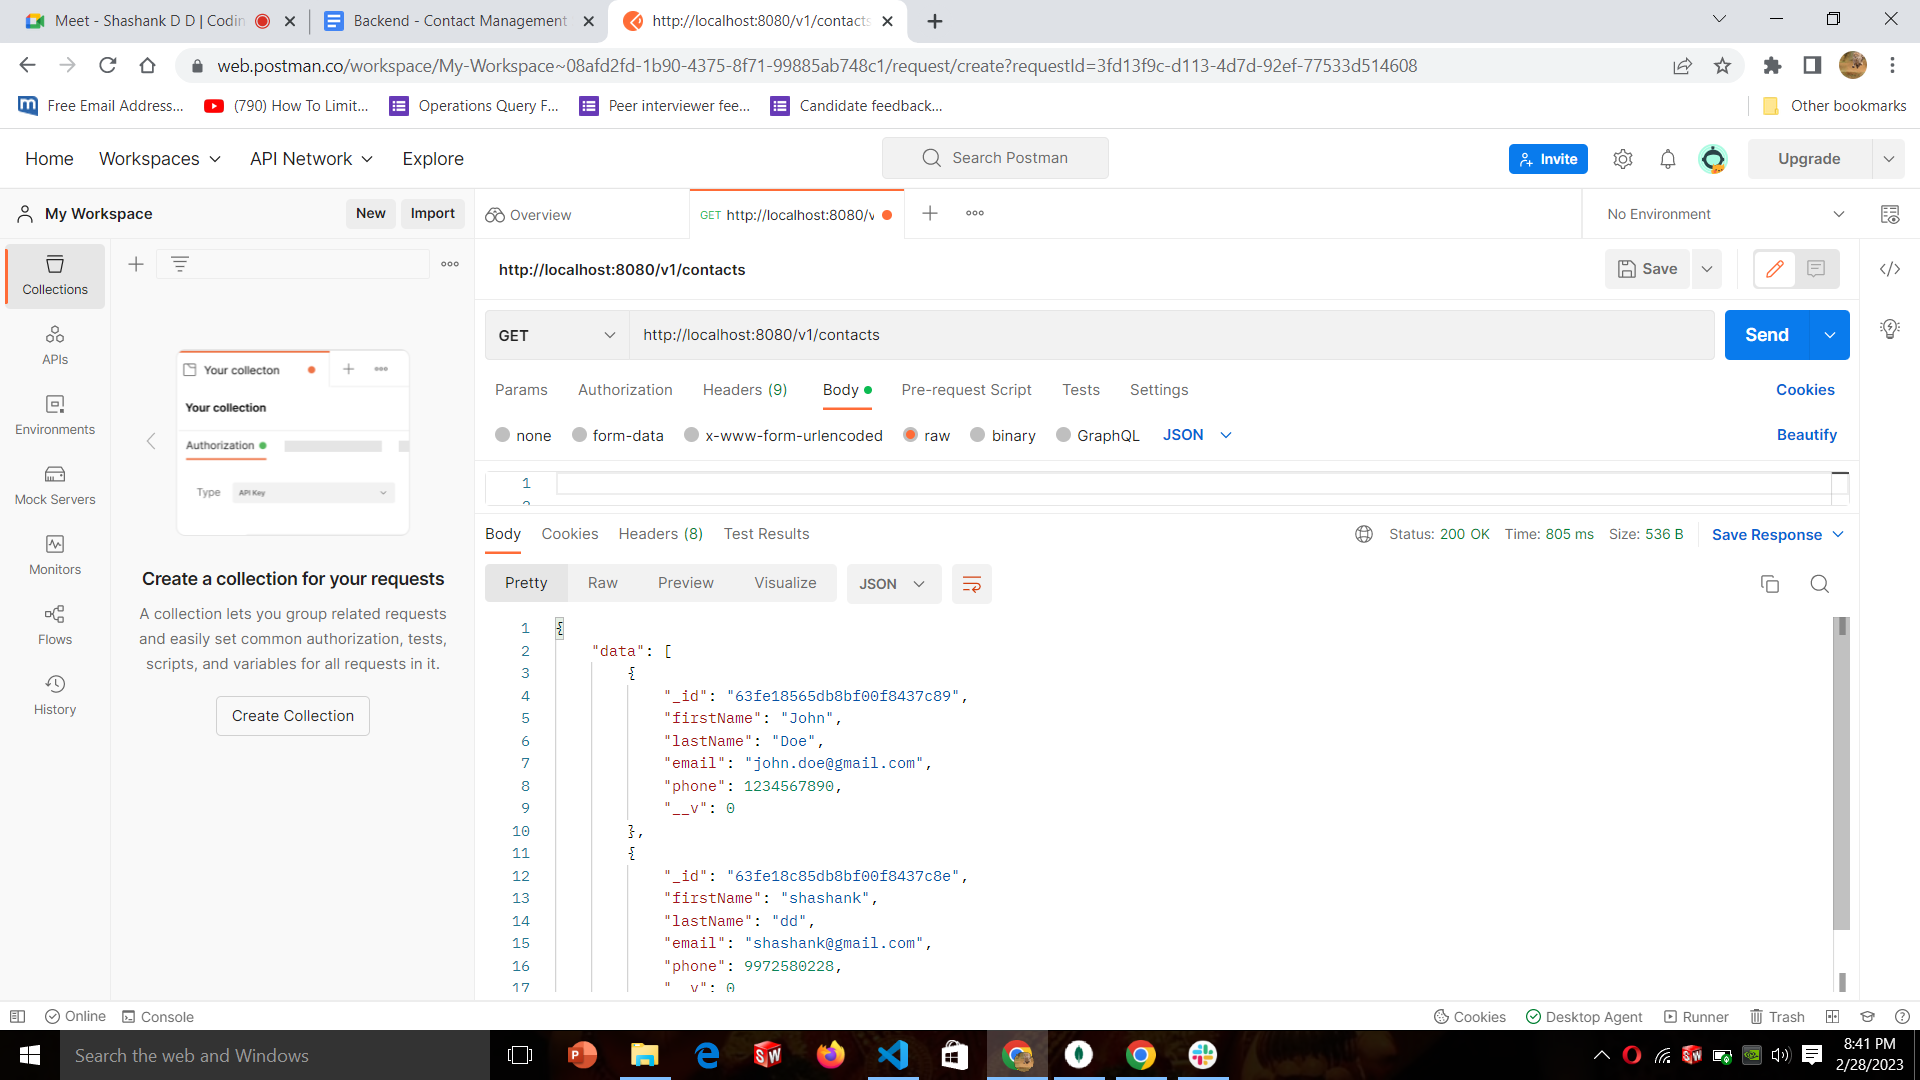 Meet - Shashank D D | Codin
Backend - Contact Management
http://localhost:8080/v1/contacts
web.postman.co/workspace/My-Workspace~08afd2fd-1b90-4375-8f71-99885ab748c1/request/create?requestId=3fd13f9c-d113-4d7d-92ef-77533d514608
Free Email Address...
(790) How To Limit...
Operations Query F...
Peer interviewer fee...
Candidate feedback...
Other bookmarks
Home
Workspaces
API Network
Explore
Search Postman
Invite
Upgrade
My Workspace
New
Import
Overview
GET http://localhost:8080/v
No Environment
Collections
APIs
Environments
Mock Servers
Monitors
Flows
History
Your collecton
Your collection
Authorization
Type
API Key
Create a collection for your requests
A collection lets you group related requests
and easily set common authorization, tests,
scripts, and variables for all requests in it.
Create Collection
http://localhost:8080/v1/contacts
Save
GET
http://localhost:8080/v1/contacts
Send
Params
Authorization
Headers (9)
Body
Pre-request Script
Tests
Settings
Cookies
none
form-data
x-www-form-urlencoded
raw
binary
GraphQL
JSON
Beautify
1
Body
Cookies
Headers (8)
Test Results
Status: 200 OK
Time: 805 ms
Size: 536 B
Save Response
Pretty
Raw
Preview
Visualize
JSON
1 {
2 "data": [
3 {
4 "_id": "63fe18565db8bf00f8437c89",
5 "firstName": "John",
6 "lastName": "Doe",
7 "email": "john.doe@gmail.com",
8 "phone": 1234567890,
9 "__v": 0
10 },
11 {
12 "_id": "63fe18c85db8bf00f8437c8e",
13 "firstName": "shashank",
14 "lastName": "dd",
15 "email": "shashank@gmail.com",
16 "phone": 9972580228,
17 "__v": 0
Online
Console
Cookies
Desktop Agent
Runner
Trash
Search the web and Windows
8:41 PM
2/28/2023